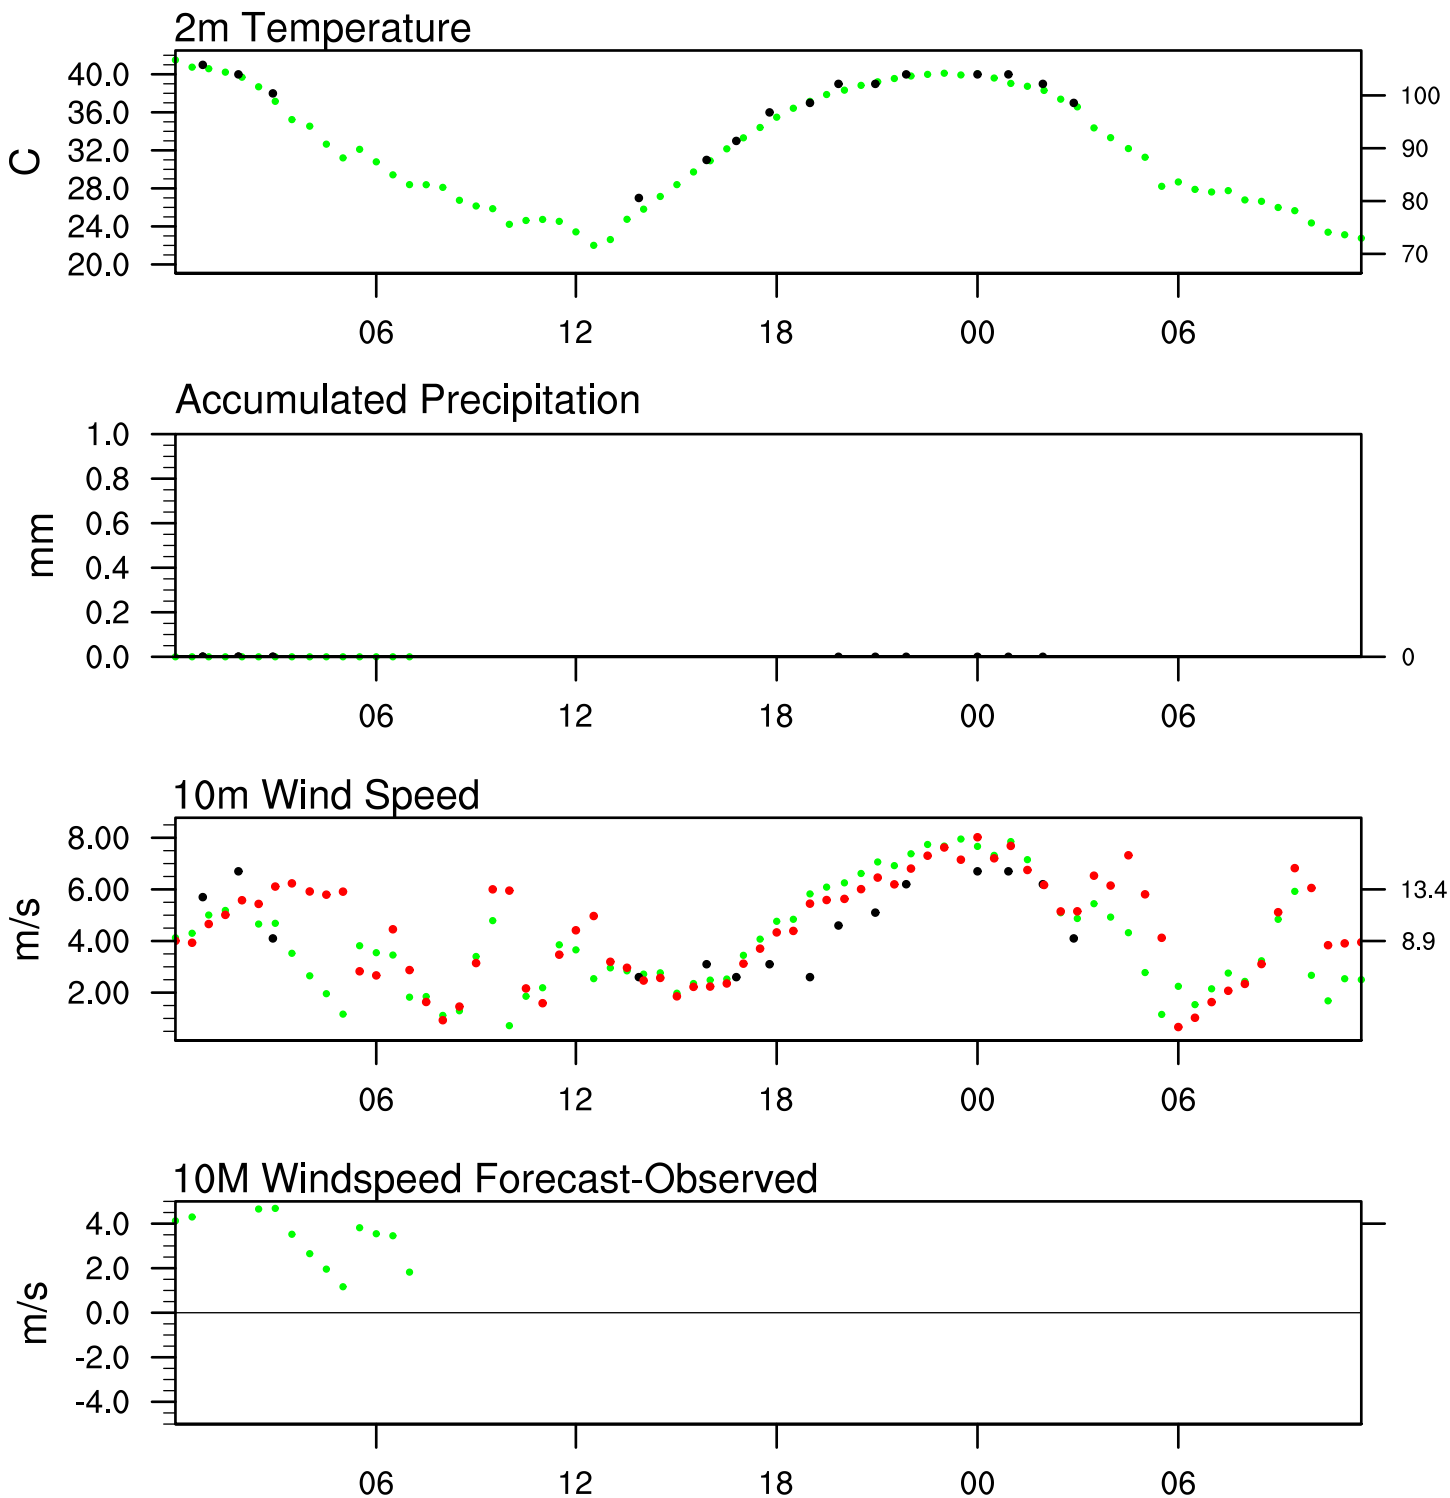 2m Temperature
40.0
36.0
32.0
28.0
24.0
20.0
C
100
90
80
70
06 12 18 00 06
Accumulated Precipitation
1.0
0.8
0.6
0.4
0.2
0.0
mm
0
06 12 18 00 06
10m Wind Speed
8.00
6.00
4.00
2.00
m/s
13.4
8.9
06 12 18 00 06
10M Windspeed Forecast-Observed
4.0
2.0
0.0
-2.0
-4.0
m/s
06 12 18 00 06